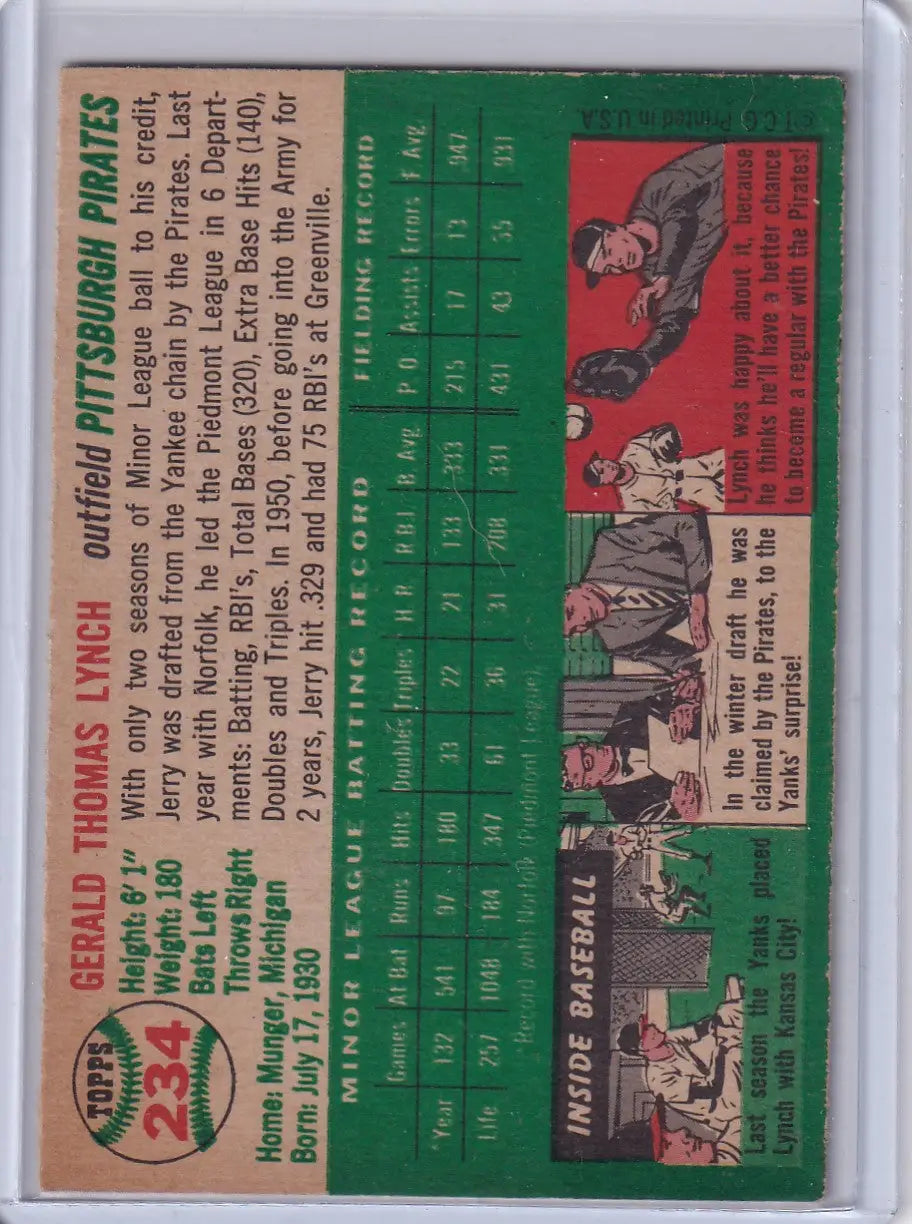 TOPPS
234
GERALD THOMAS LYNCH outfield PITTSBURGH PIRATES
Height: 6' 1"
Weight: 180
Bats Left
Throws Right
Home: Munger, Michigan
Born: July 17, 1930
With only two seasons of Minor League ball to his credit,
Jerry was drafted from the Yankee chain by the Pirates. Last
year with Norfolk, he led the Piedmont League in 6 Depart-
ments: Batting, RBI's, Total Bases (320), Extra Base Hits (140),
Doubles and Triples. In 1950, before going into the Army for
2 years, Jerry hit .329 and had 75 RBI's at Greenville.
MINOR LEAGUE BATTING RECORD FIELDING RECORD
Games At Bat Runs Hits Doubles Triples H R R B I B. Avg P O Assists Errors F. Avg
Year 132 541 97 180 33 22 21 133 .333 215 17 13 .947
Life 257 1048 184 347 61 36 31 208 .331 431 43 35 .931
Record with Norfolk (Piedmont League)
INSIDE BASEBALL
Last season the Yanks placed
Lynch with Kansas City!
In the winter draft he was
claimed by the Pirates, to the
Yanks' surprise!
Lynch was happy about it, because
he thinks he'll have a better chance
to become a regular with the Pirates!
©T.C.G. Printed in U.S.A.